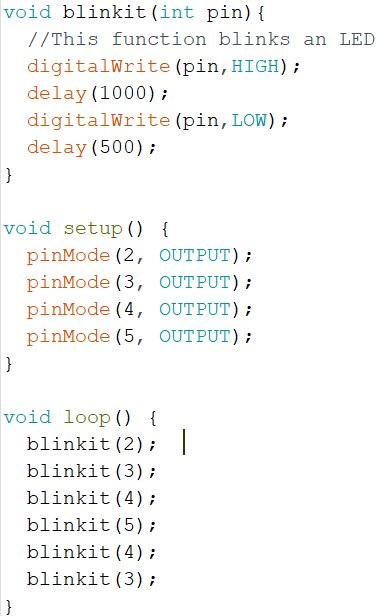 void blinkit(int pin){
  //This function blinks an LED
  digitalWrite(pin,HIGH);
  delay(1000);
  digitalWrite(pin,LOW);
  delay(500);
}

void setup() {
  pinMode(2, OUTPUT);
  pinMode(3, OUTPUT);
  pinMode(4, OUTPUT);
  pinMode(5, OUTPUT);
}

void loop() {
  blinkit(2);
  blinkit(3);
  blinkit(4);
  blinkit(5);
  blinkit(4);
  blinkit(3);
}